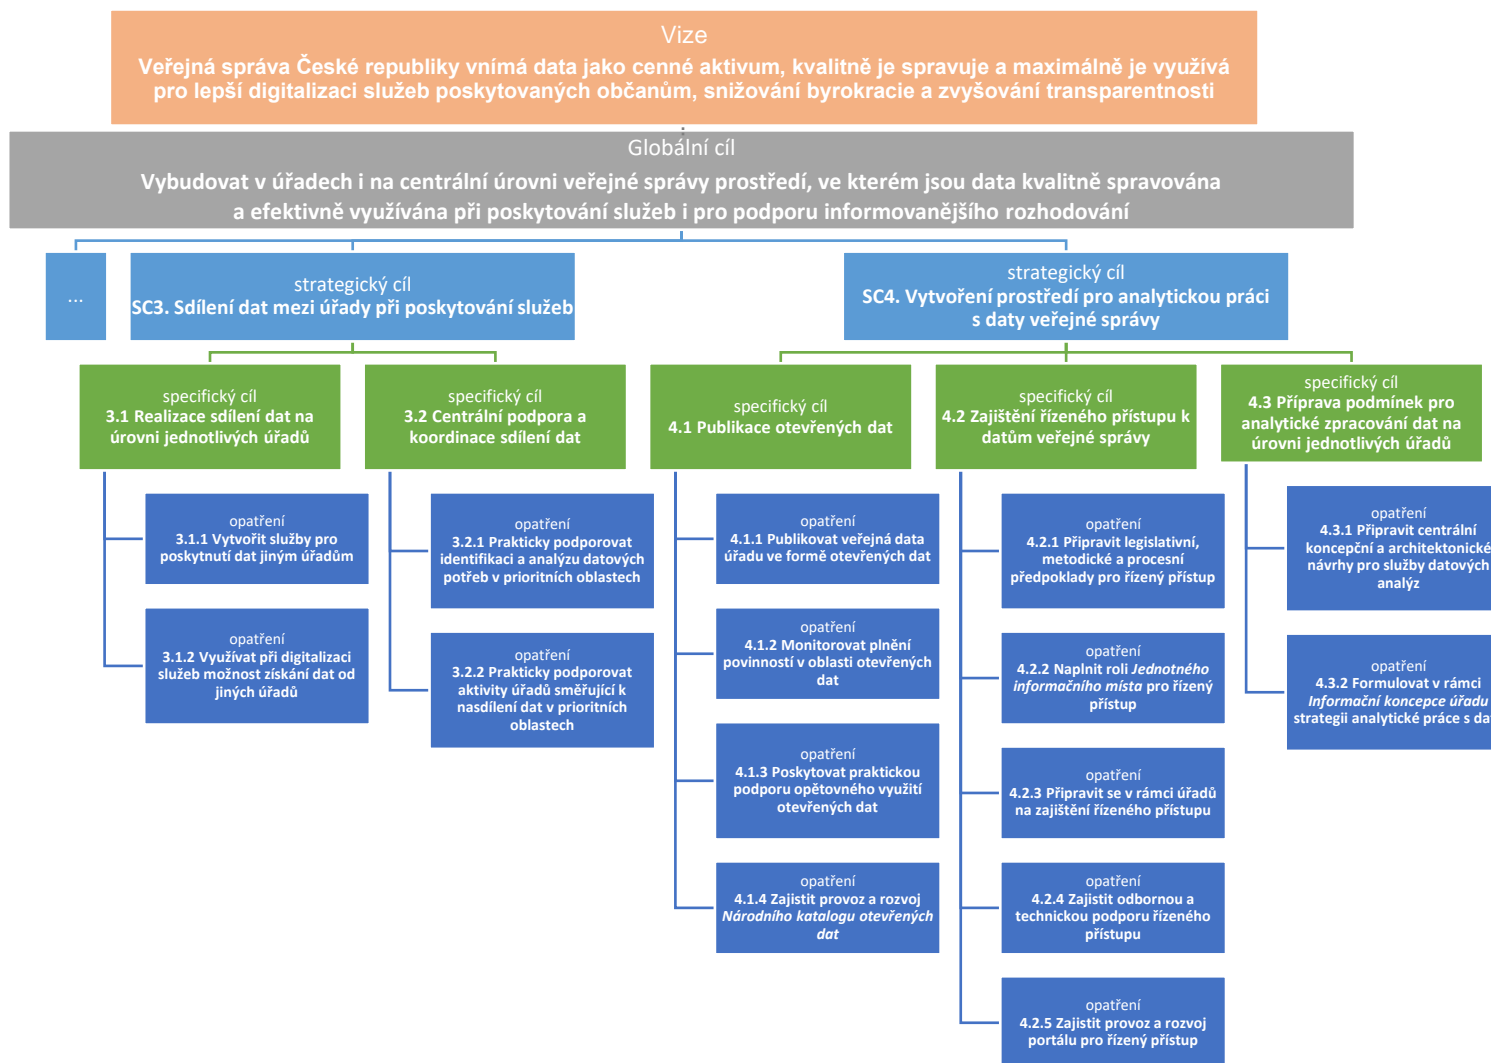 Vize
Veřejná správa České republiky vnímá data jako cenné aktivum, kvalitně je spravuje a maximálně je využívá
pro lepší digitalizaci služeb poskytovaných občanům, snižování byrokracie a zvyšování transparentnosti
Globální cíl
Vybudovat v úřadech i na centrální úrovni veřejné správy prostředí, ve kterém jsou data kvalitně spravována
a efektivně využívána při poskytování služeb i pro podporu informovanějšího rozhodování
...
strategický cíl
SC3. Sdílení dat mezi úřady při poskytování služeb
strategický cíl
SC4. Vytvoření prostředí pro analytickou práci
s daty veřejné správy
specifický cíl
3.1 Realizace sdílení dat na
úrovni jednotlivých úřadů
opatření
3.1.1 Vytvořit služby pro
poskytnutí dat jiným úřadům
opatření
3.1.2 Využívat při digitalizaci
služeb možnost získání dat od
jiných úřadů
specifický cíl
3.2 Centrální podpora a
koordinace sdílení dat
opatření
3.2.1 Prakticky podporovat
identifikaci a analýzu datových
potřeb v prioritních oblastech
opatření
3.2.2 Prakticky podporovat
aktivity úřadů směřující k
nasdílení dat v prioritních
oblastech
specifický cíl
4.1 Publikace otevřených dat
opatření
4.1.1 Publikovat veřejná data
úřadu ve formě otevřených dat
opatření
4.1.2 Monitorovat plnění
povinností v oblasti otevřených
dat
opatření
4.1.3 Poskytovat praktickou
podporu opětovného využití
otevřených dat
opatření
4.1.4 Zajistit provoz a rozvoj
Národního katalogu otevřených
dat
specifický cíl
4.2 Zajištění řízeného přístupu k
datům veřejné správy
opatření
4.2.1 Připravit legislativní,
metodické a procesní
předpoklady pro řízený přístup
opatření
4.2.2 Naplnit roli Jednotného
informačního místa pro řízený
přístup
opatření
4.2.3 Připravit se v rámci úřadů
na zajištění řízeného přístupu
opatření
4.2.4 Zajistit odbornou a
technickou podporu řízeného
přístupu
opatření
4.2.5 Zajistit provoz a rozvoj
portálu pro řízený přístup
specifický cíl
4.3 Příprava podmínek pro
analytické zpracování dat na
úrovni jednotlivých úřadů
opatření
4.3.1 Připravit centrální
koncepční a architektonické
návrhy pro služby datových
analýz
opatření
4.3.2 Formulovat v rámci
Informační koncepce úřadu
strategii analytické práce s dat